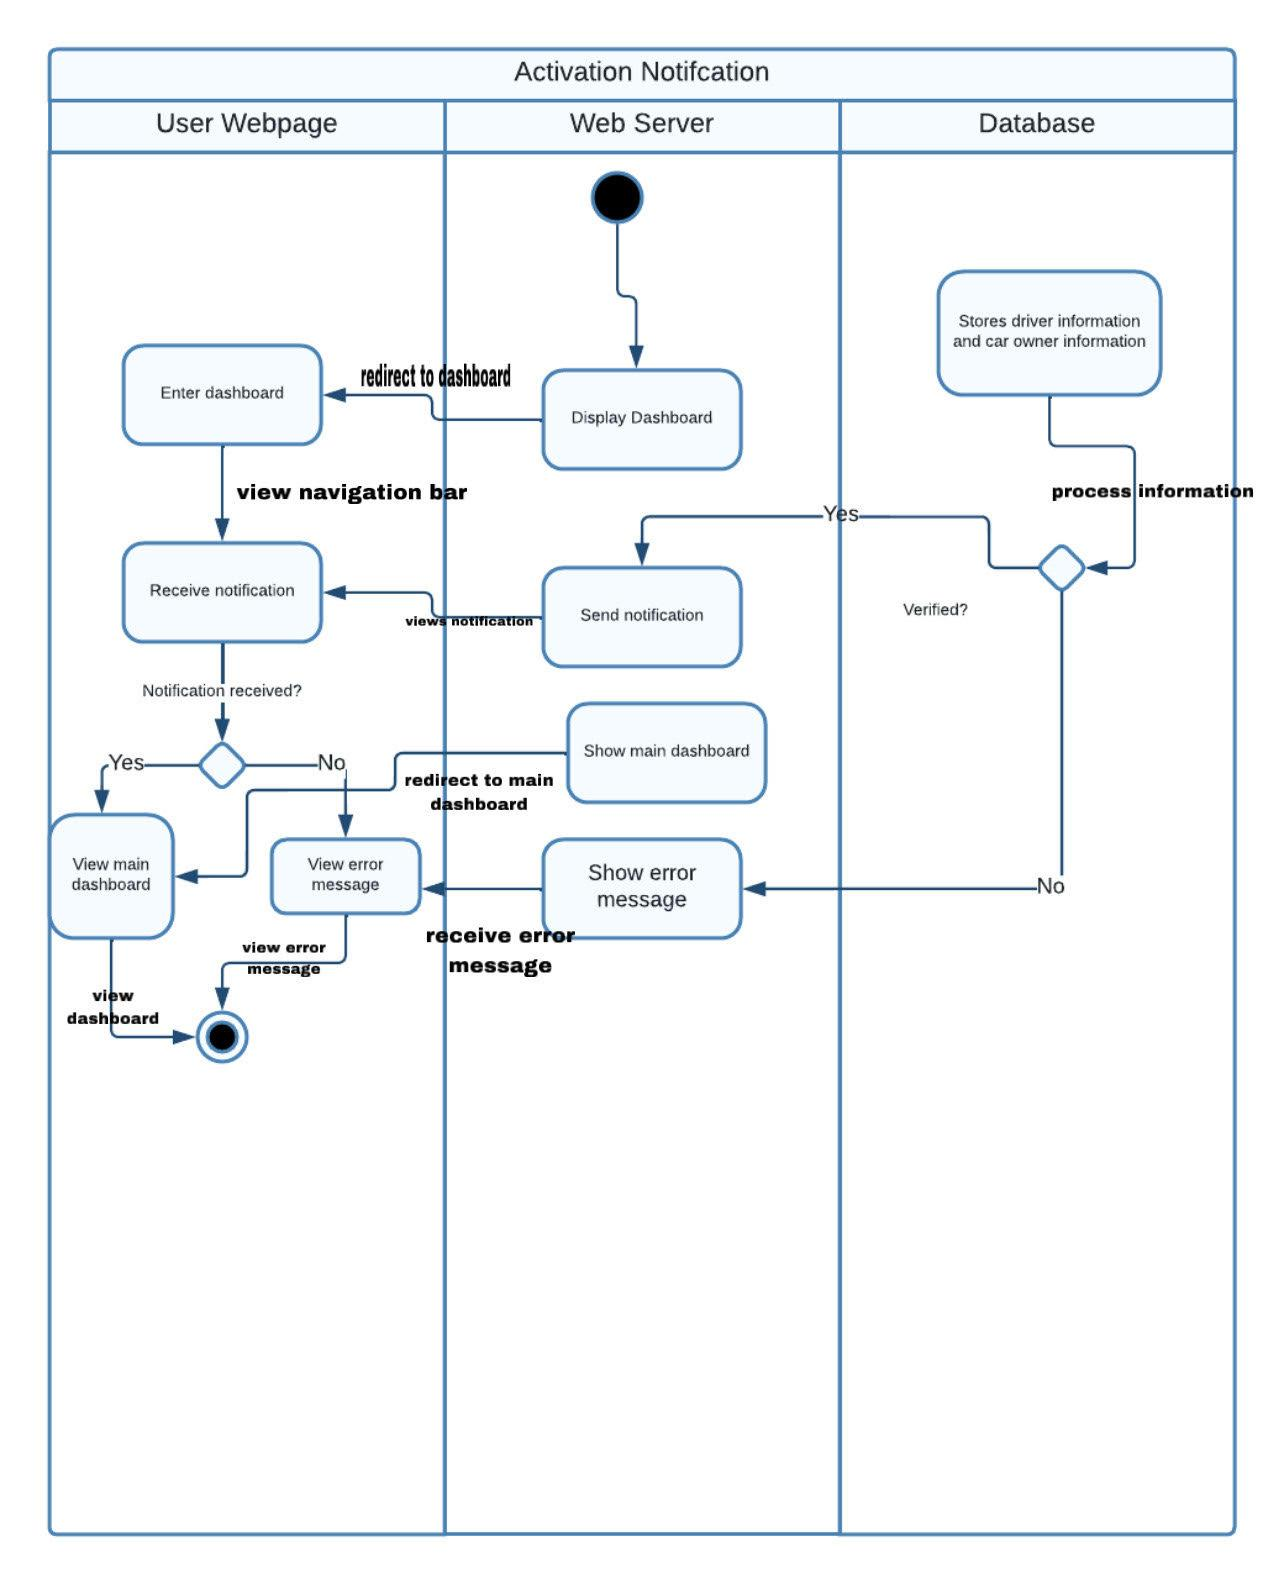 Activation Notifcation
User Webpage
Web Server
Database
Stores driver information
and car owner information
redirect to dashboard
Enter dashboard
Display Dashboard
view navigation bar
process information
Yes
Receive notification
views notification
Send notification
Verified?
Notification received?
Yes
No
Show main dashboard
redirect to main
dashboard
View main
dashboard
View error
message
Show error
message
No
receive error
message
view error
message
view
dashboard